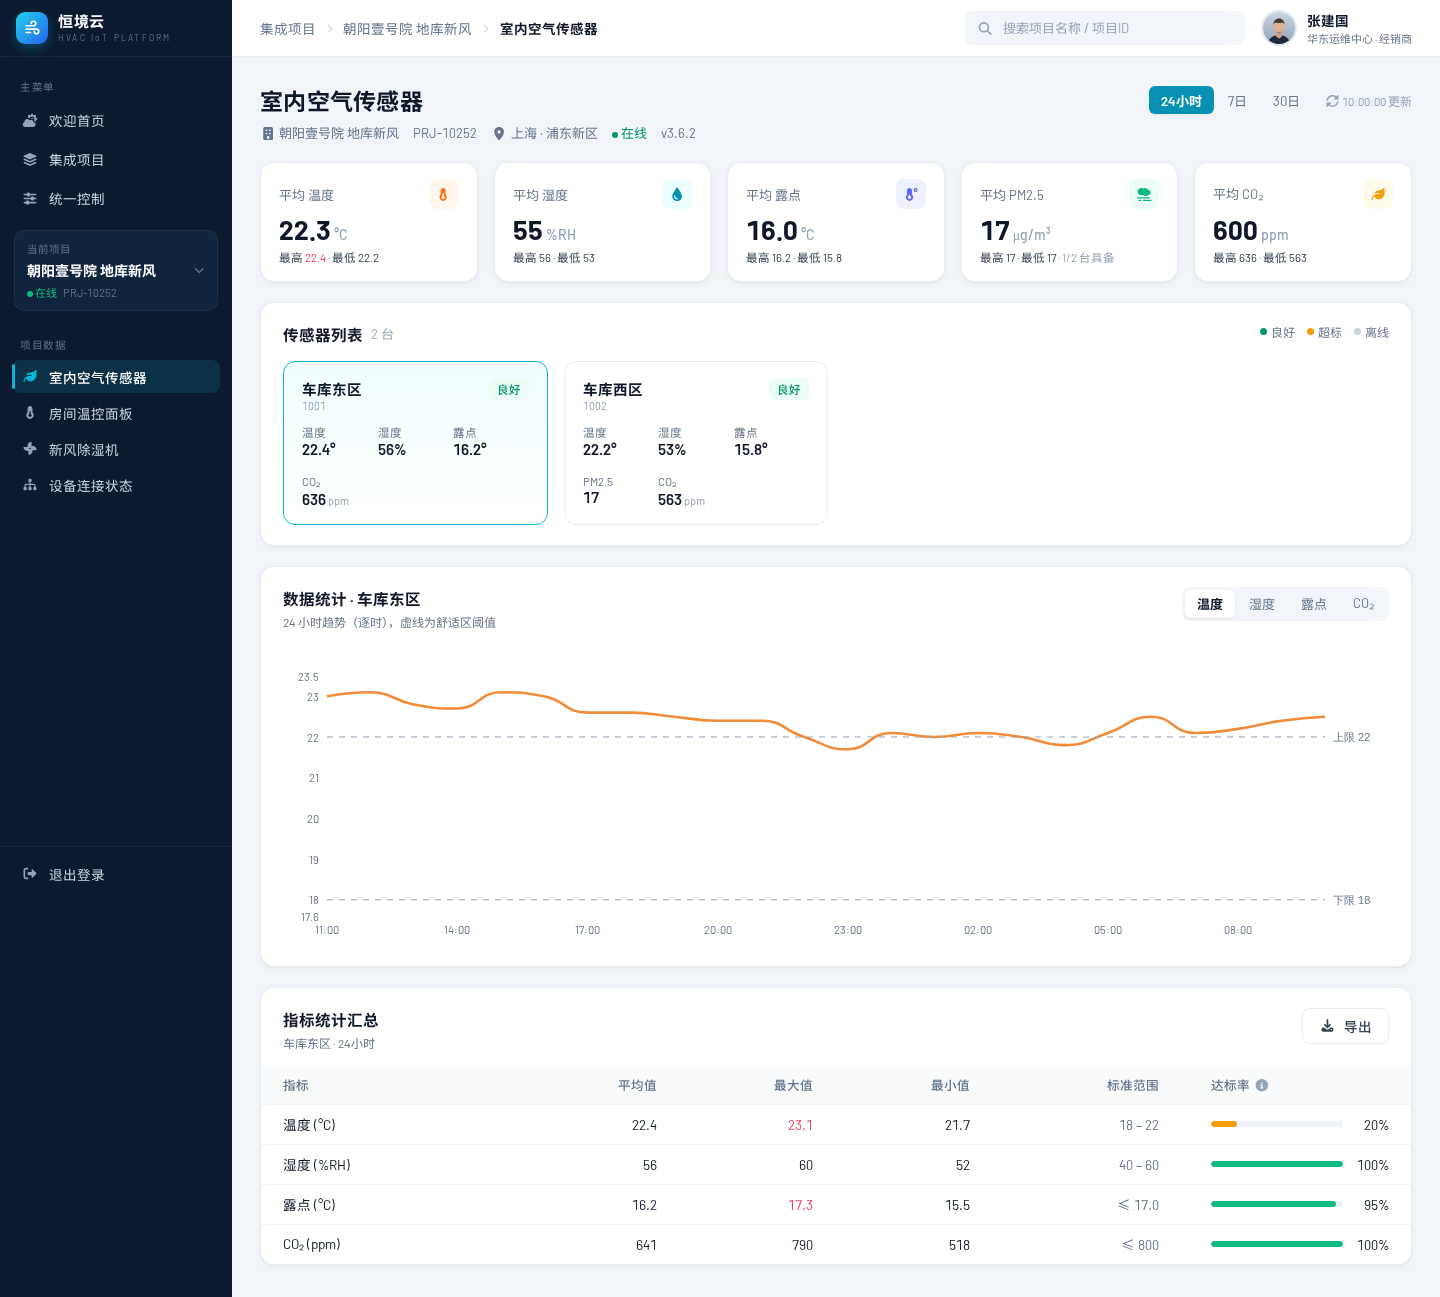 恒境云
HVAC IoT PLATFORM
主菜单
欢迎首页
集成项目
统一控制
当前项目
朝阳壹号院 地库新风
在线 PRJ-10252
项目数据
室内空气传感器
房间温控面板
新风除湿机
设备连接状态
退出登录
集成项目 朝阳壹号院 地库新风 室内空气传感器
搜索项目名称 / 项目ID
张建国
华东运维中心 · 经销商
室内空气传感器
朝阳壹号院 地库新风 PRJ-10252 上海 · 浦东新区 在线 v3.6.2
24小时 7日 30日 10:00:00 更新
平均 温度
22.3 °C
最高 22.4 · 最低 22.2
平均 湿度
55 %RH
最高 56 · 最低 53
平均 露点
16.0 °C
最高 16.2 · 最低 15.8
平均 PM2.5
17 µg/m³
最高 17 · 最低 17 · 1/2 台具备
平均 CO₂
600 ppm
最高 636 · 最低 563
传感器列表 2 台
良好 超标 离线
车库东区 良好
1001
温度 湿度 露点
22.4° 56% 16.2°
CO₂
636 ppm
车库西区 良好
1002
温度 湿度 露点
22.2° 53% 15.8°
PM2.5 CO₂
17 563 ppm
数据统计 · 车库东区
24 小时趋势（逐时），虚线为舒适区阈值
温度 湿度 露点 CO₂
23.5
23
22
21
20
19
18
17.6
上限 22
下限 18
11:00 14:00 17:00 20:00 23:00 02:00 05:00 08:00
指标统计汇总
车库东区 · 24小时
导出
指标 平均值 最大值 最小值 标准范围 达标率
温度 (°C) 22.4 23.1 21.7 18 – 22 20%
湿度 (%RH) 56 60 52 40 – 60 100%
露点 (°C) 16.2 17.3 15.5 ≤ 17.0 95%
CO₂ (ppm) 641 790 518 ≤ 800 100%